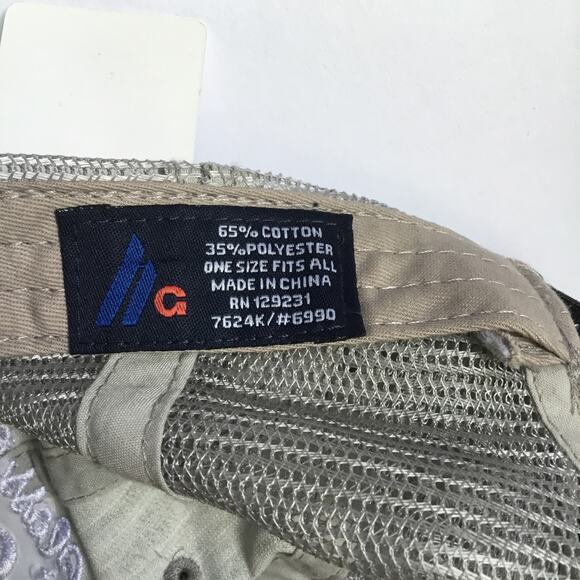 G
65% COTTON
35% POLYESTER
ONE SIZE FITS ALL
MADE IN CHINA
RN 129231
7624K/#6990